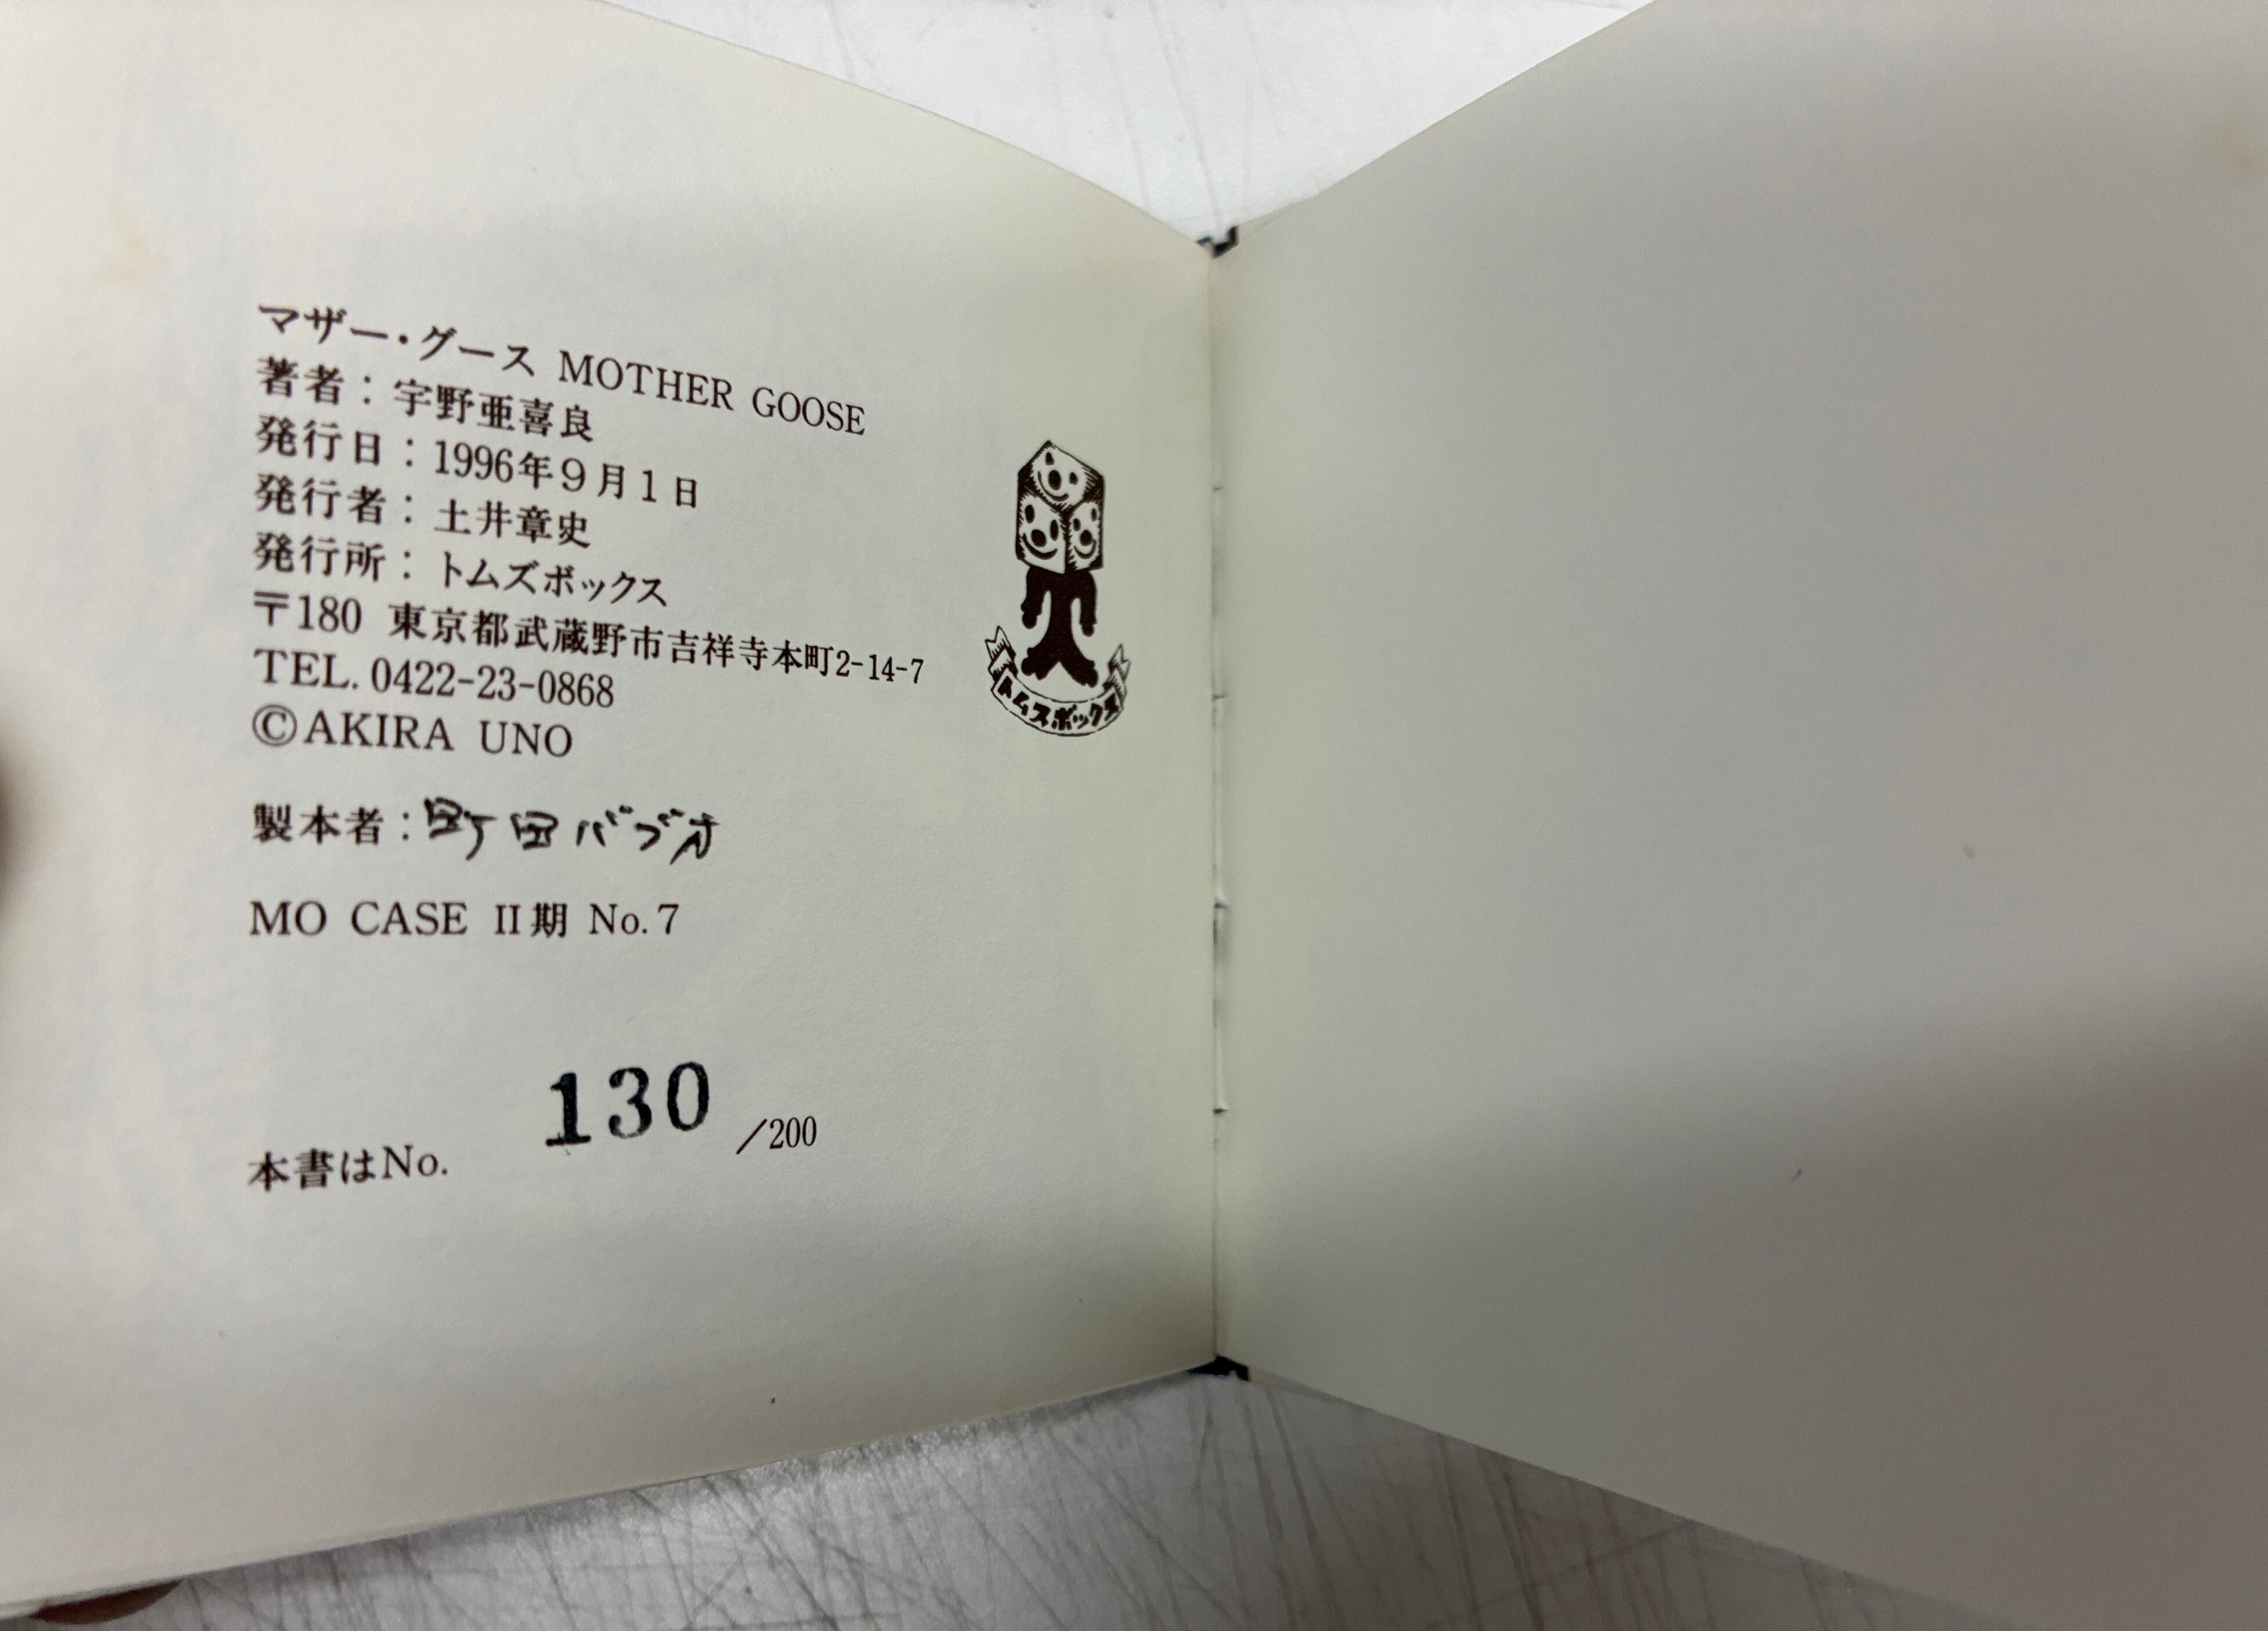 マザー・グース MOTHER GOOSE
著者：宇野亜喜良
発行日：1996年9月1日
発行者：土井章史
発行所：トムズボックス
〒180 東京都武蔵野市吉祥寺本町2-14-7
TEL. 0422-23-0868
©AKIRA UNO
トムズボックス
製本者：町田バブオ
MO CASE II期 No.7
本書はNo. 130 ／200